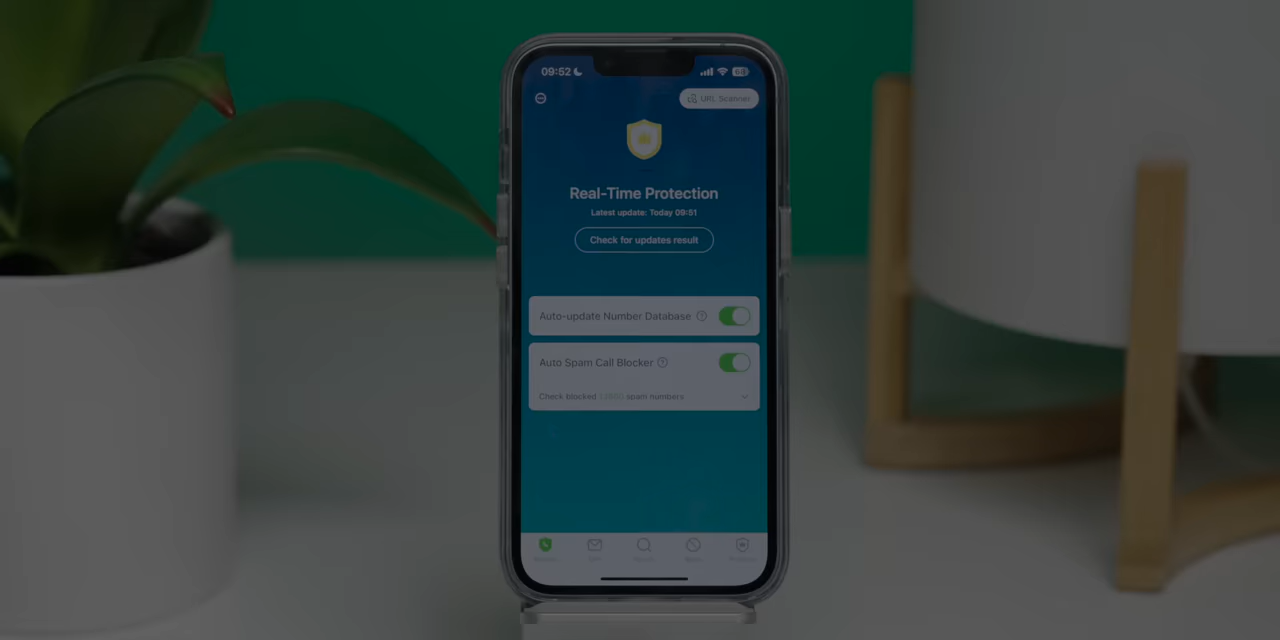 09:52
68
URL Scanner
Real-Time Protection
Latest update: Today 09:51
Check for updates result
Auto-update Number Database
Auto Spam Call Blocker
Check blocked spam numbers